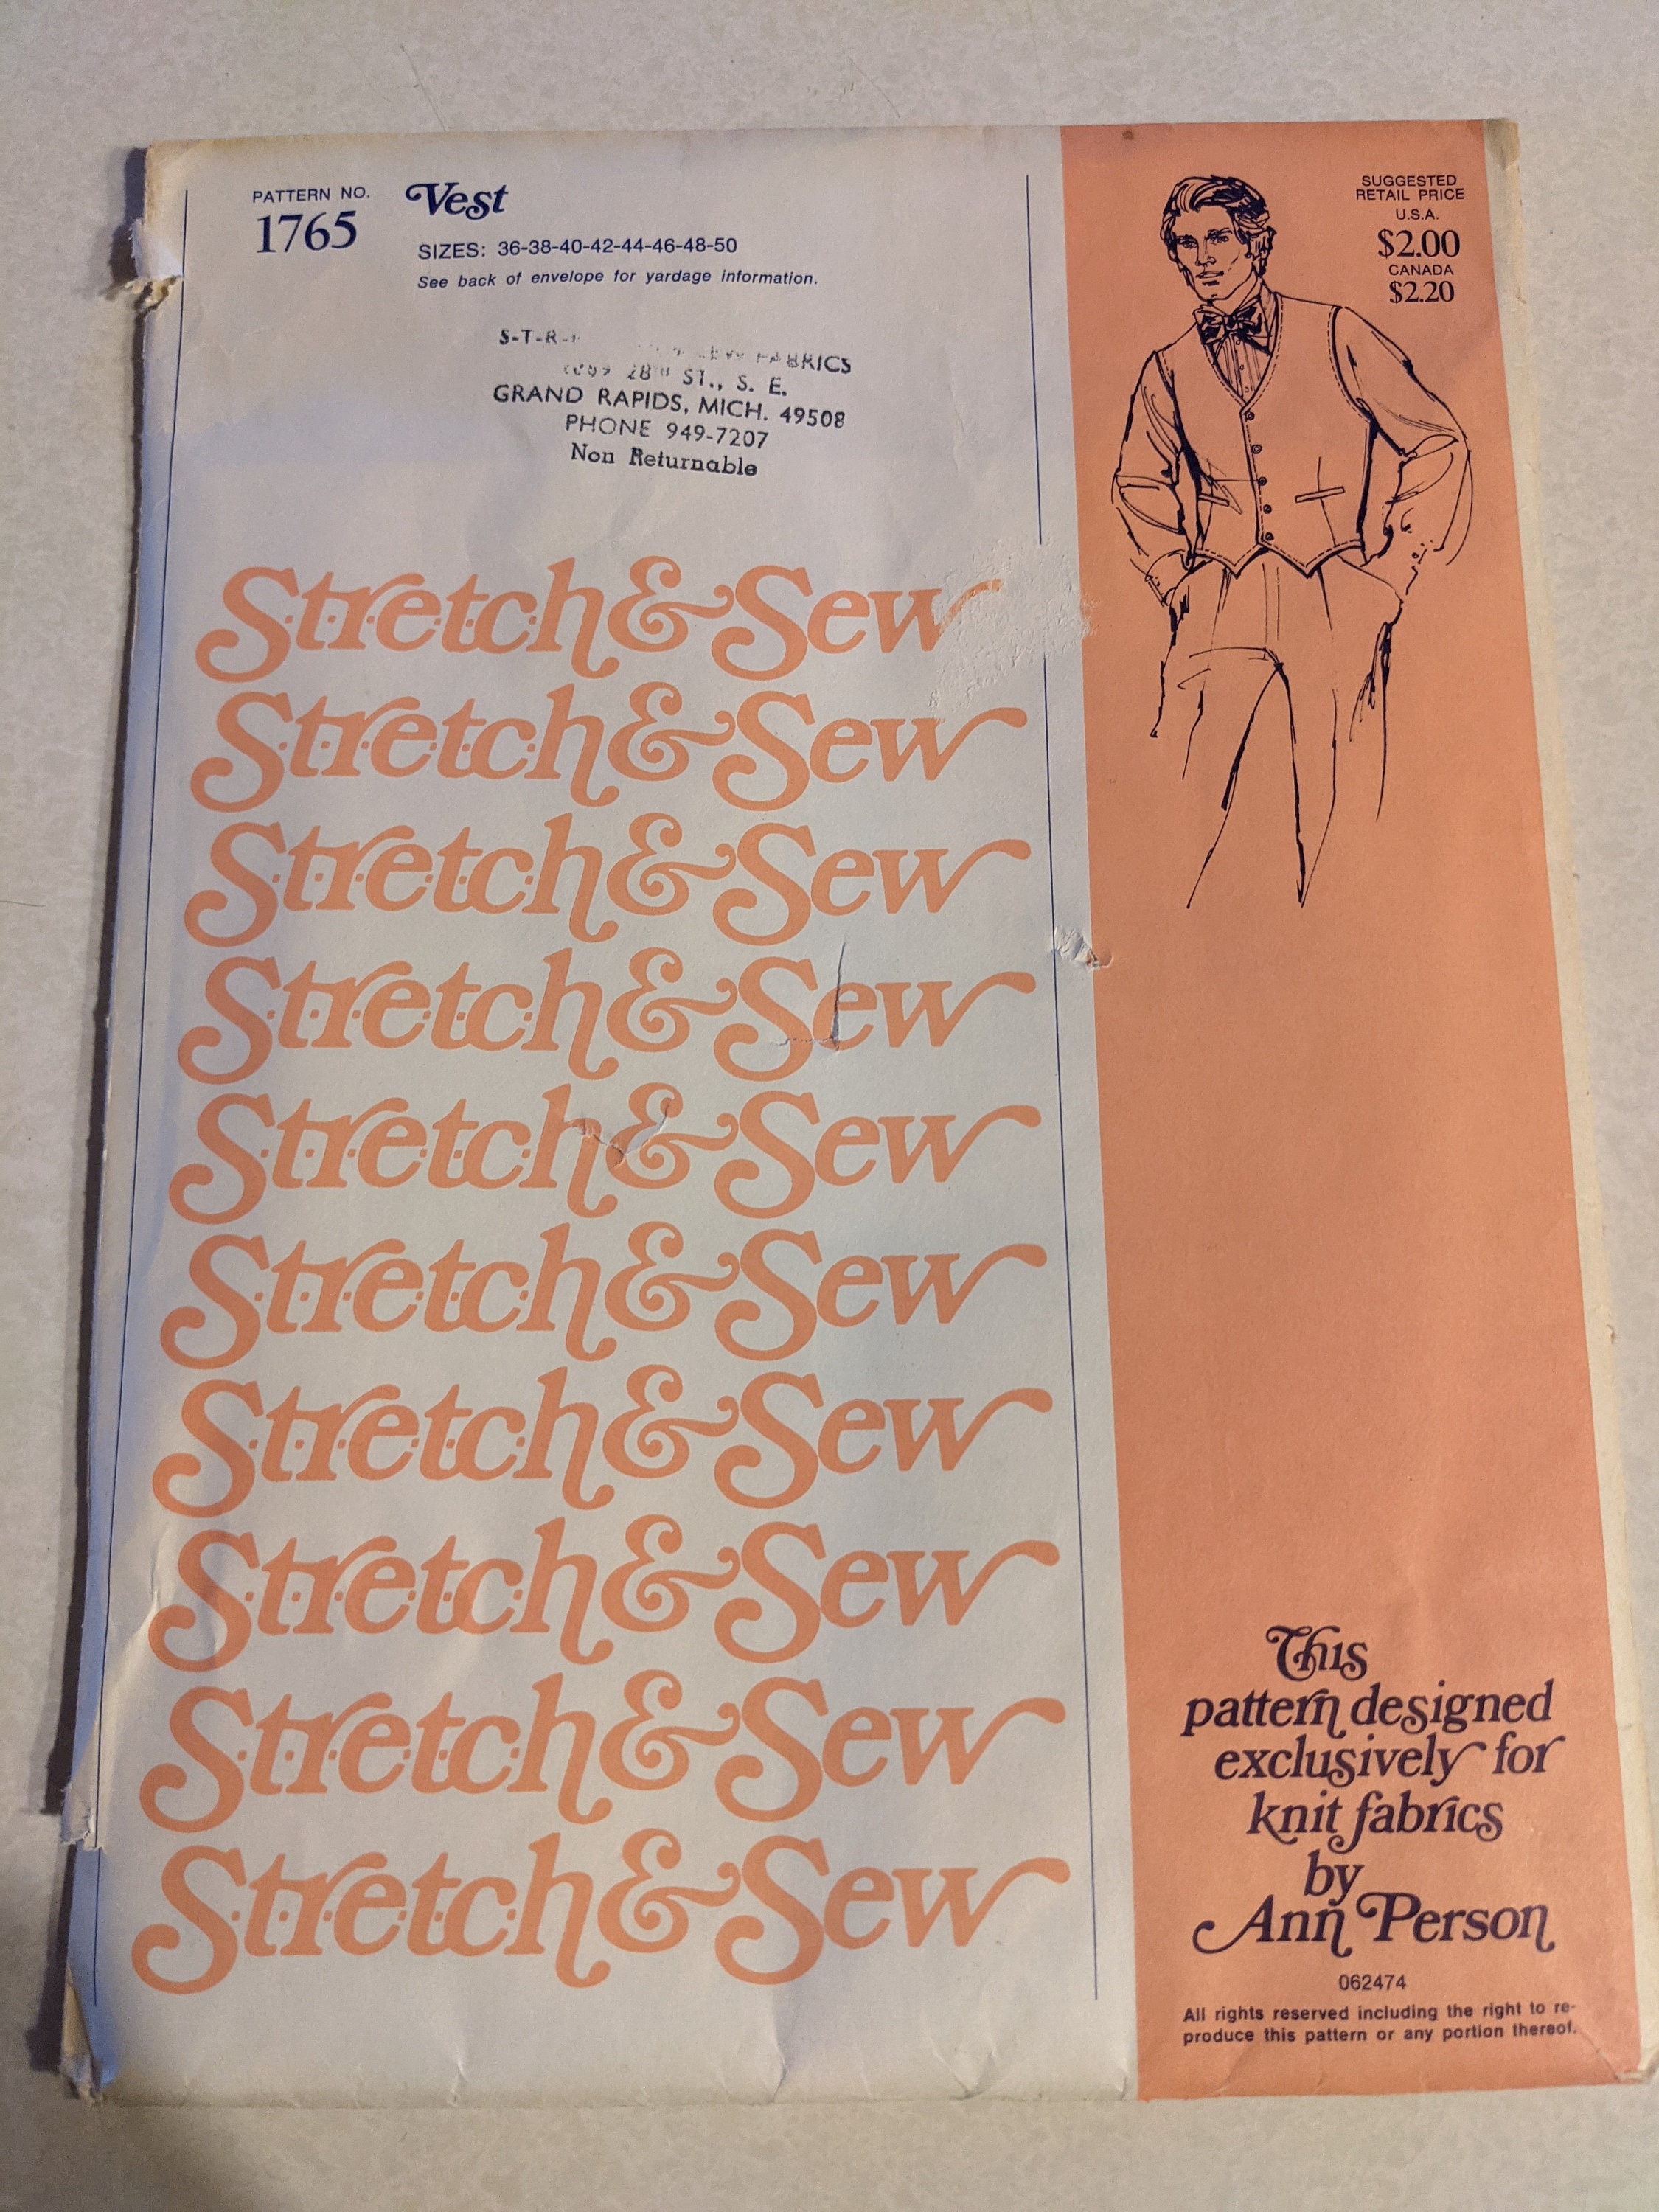 PATTERN NO.
1765
Vest
SIZES: 36-38-40-42-44-46-48-50
See back of envelope for yardage information.
SUGGESTED
RETAIL PRICE
U.S.A.
$2.00
CANADA
$2.20
S-T-R- FABRICS
ST., S. E.
GRAND RAPIDS, MICH. 49508
PHONE 949-7207
Non Returnable
Stretch & Sew
Stretch & Sew
Stretch & Sew
Stretch & Sew
Stretch & Sew
Stretch & Sew
Stretch & Sew
Stretch & Sew
Stretch & Sew
Stretch & Sew
This
pattern designed
exclusively for
knit fabrics
by
Ann Person
062474
All rights reserved including the right to re-
produce this pattern or any portion thereof.